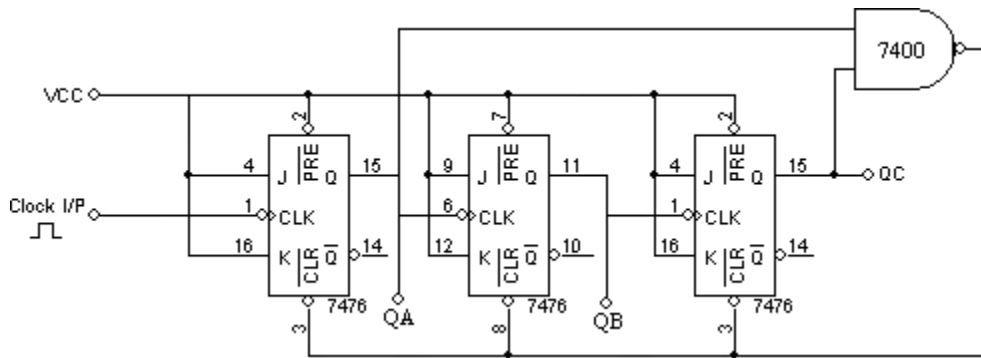 7400
VCC
2
7
2
4
J
PRE
Q
15
9
J
PRE
Q
11
4
J
PRE
Q
15
QC
Clock I/P
1
CLK
6
CLK
1
CLK
16
K
CLR
Q
14
12
K
CLR
Q
10
16
K
CLR
Q
14
3
7476
QA
8
7476
QB
3
7476